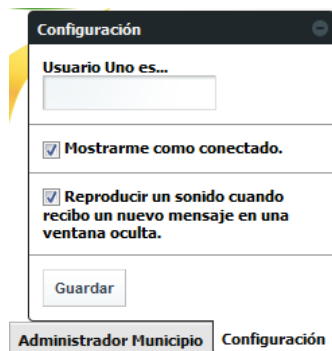 Configuración
Usuario Uno es...
Mostrarme como conectado.
Reproducir un sonido cuando
recibo un nuevo mensaje en una
ventana oculta.
Guardar
Administrador Municipio Configuración